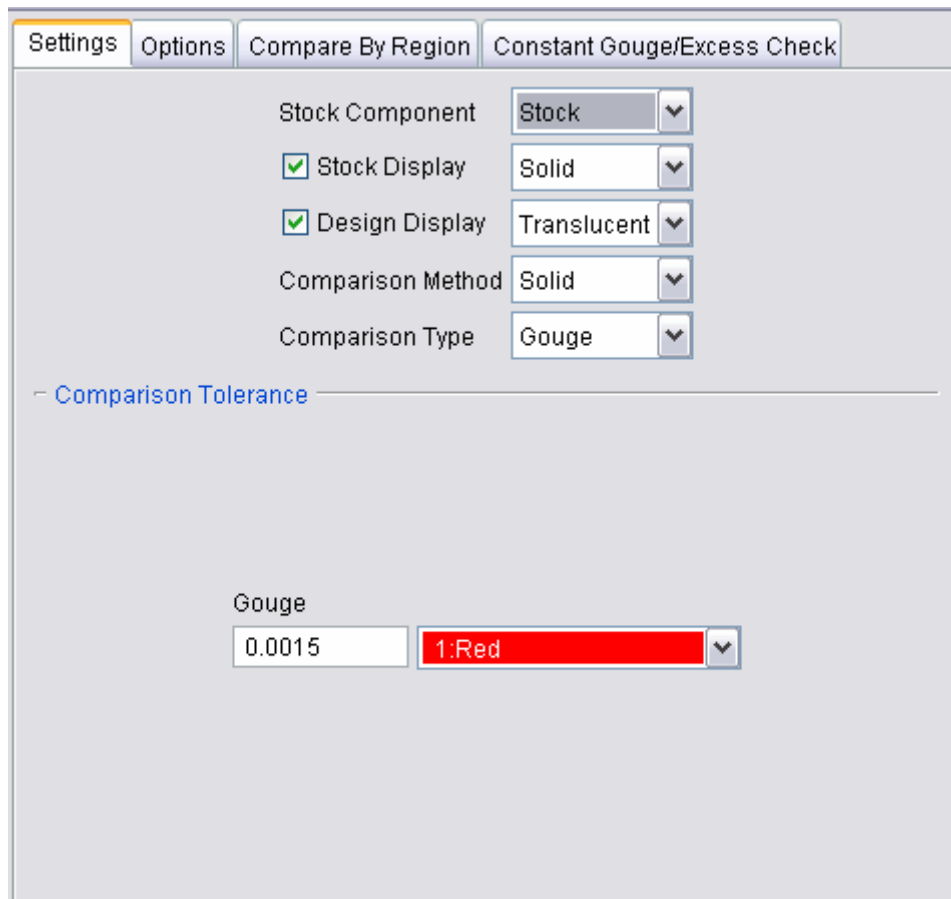 Settings Options Compare By Region Constant Gouge/Excess Check
Stock Component Stock
Stock Display Solid
Design Display Translucent
Comparison Method Solid
Comparison Type Gouge
Comparison Tolerance
Gouge
0.0015 1:Red